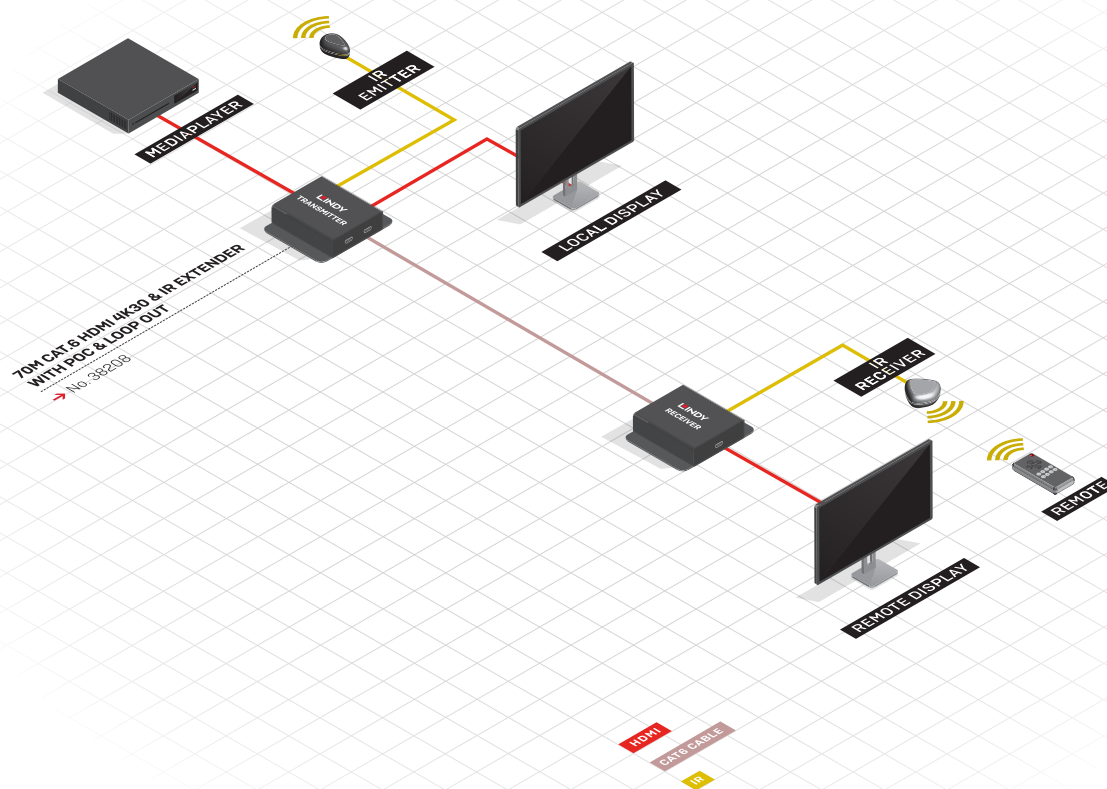 IR
EMITTER
MEDIAPLAYER
LINDY
TRANSMITTER
LOCAL DISPLAY
70M CAT.6 HDMI 4K30 & IR EXTENDER
WITH POC & LOOP OUT
No. 38208
IR
RECEIVER
LINDY
RECEIVER
REMOTE
REMOTE DISPLAY
HDMI
CAT6 CABLE
IR